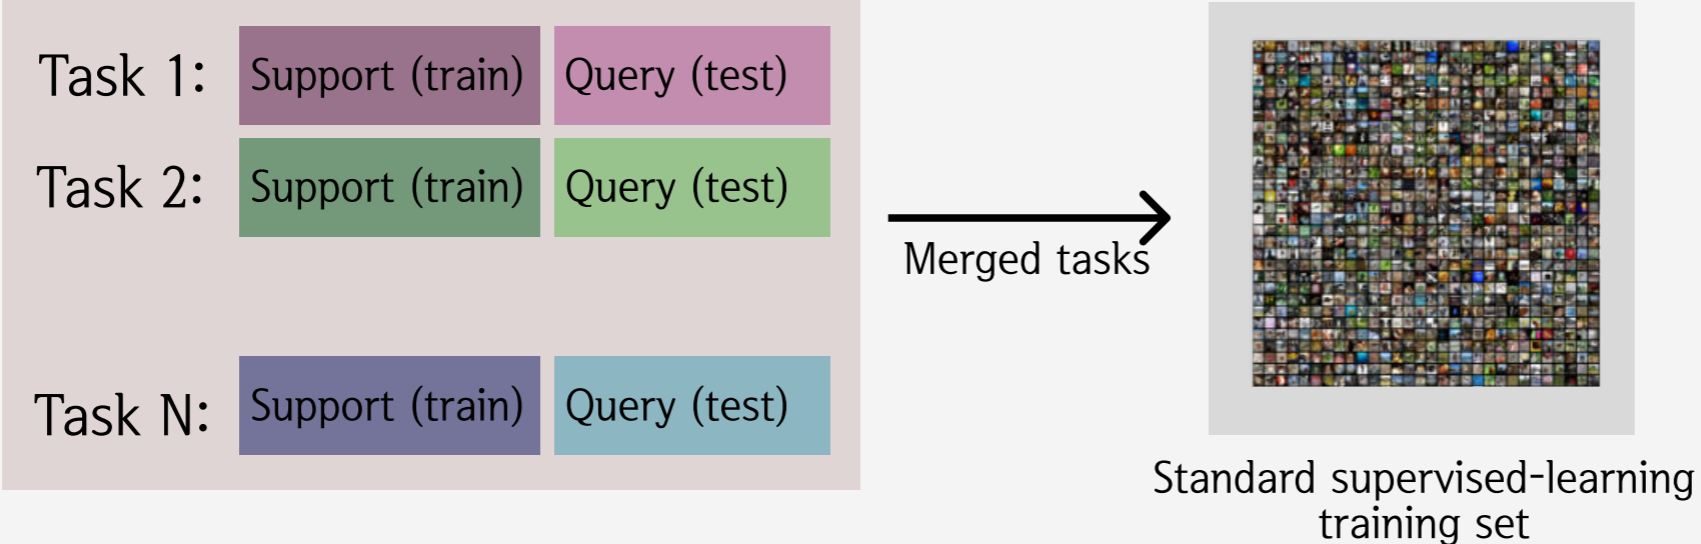 Task 1: Support (train) Query (test)
Task 2: Support (train) Query (test)
Merged tasks
Task N: Support (train) Query (test)
Standard supervised-learning
training set